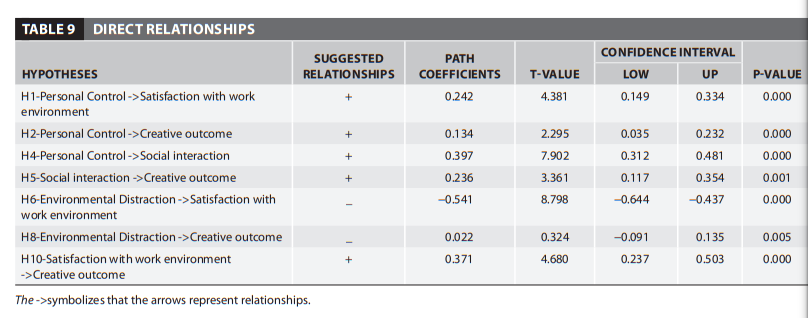 TABLE 9 DIRECT RELATIONSHIPS
HYPOTHESES SUGGESTED RELATIONSHIPS PATH COEFFICIENTS T-VALUE CONFIDENCE INTERVAL LOW UP P-VALUE
H1-Personal Control ->Satisfaction with work environment + 0.242 4.381 0.149 0.334 0.000
H2-Personal Control ->Creative outcome + 0.134 2.295 0.035 0.232 0.000
H4-Personal Control ->Social interaction + 0.397 7.902 0.312 0.481 0.000
H5-Social interaction ->Creative outcome + 0.236 3.361 0.117 0.354 0.001
H6-Environmental Distraction ->Satisfaction with work environment – −0.541 8.798 −0.644 −0.437 0.000
H8-Environmental Distraction ->Creative outcome – 0.022 0.324 −0.091 0.135 0.005
H10-Satisfaction with work environment ->Creative outcome + 0.371 4.680 0.237 0.503 0.000
The ->symbolizes that the arrows represent relationships.